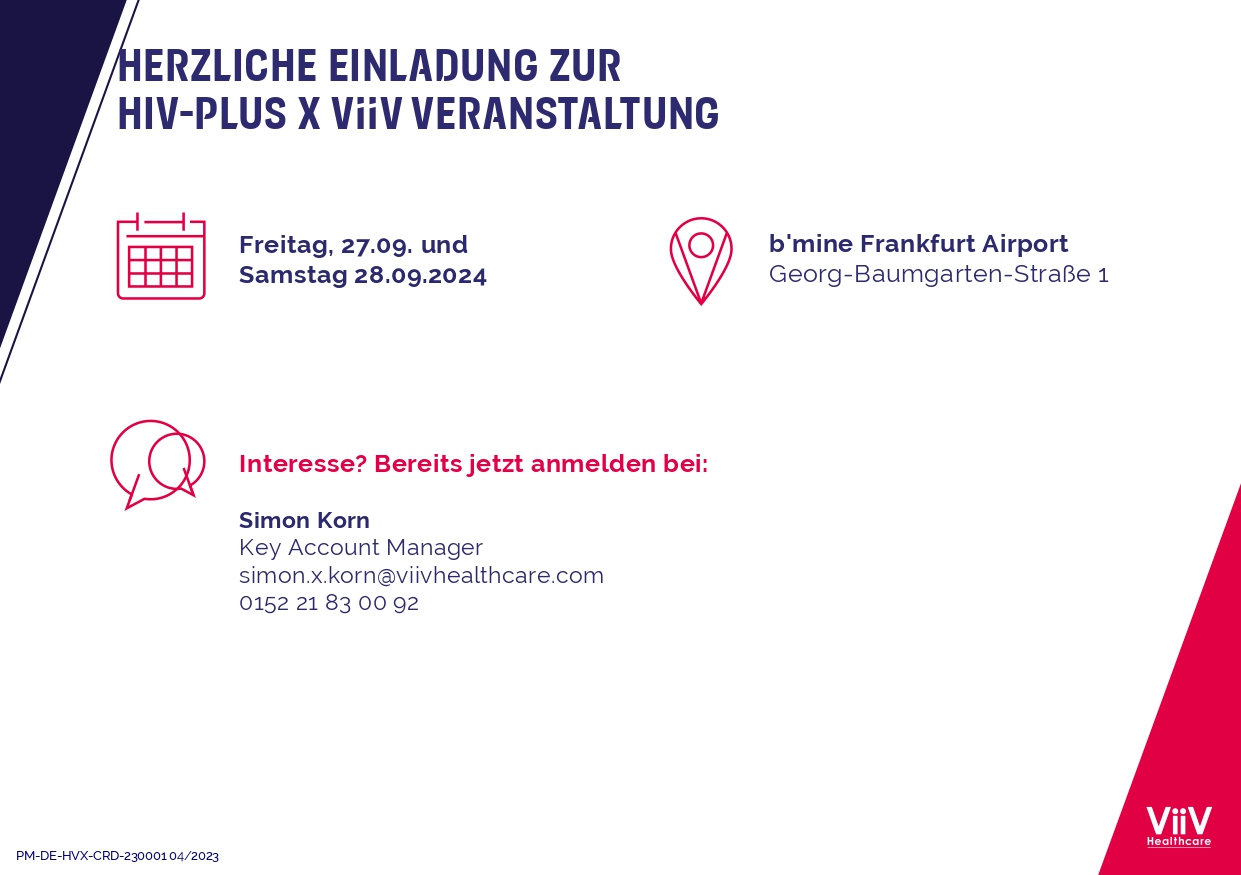 HERZLICHE EINLADUNG ZUR
HIV-PLUS X ViiV VERANSTALTUNG
Freitag, 27.09. und
Samstag 28.09.2024
b'mine Frankfurt Airport
Georg-Baumgarten-Straße 1
Interesse? Bereits jetzt anmelden bei:
Simon Korn
Key Account Manager
simon.x.korn@viivhealthcare.com
0152 21 83 00 92
ViiV
Healthcare
PM-DE-HVX-CRD-230001 04/2023